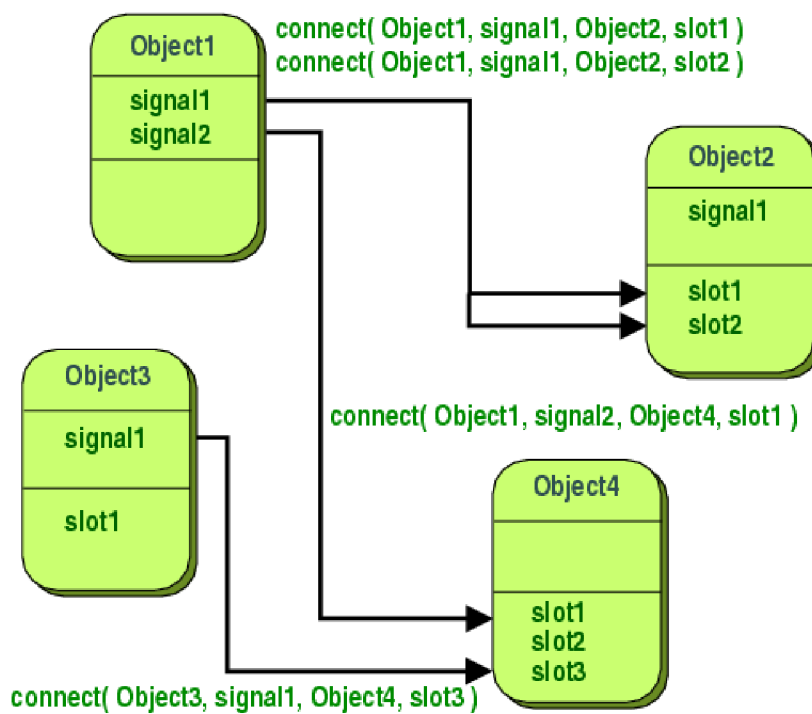 Object1
connect( Object1, signal1, Object2, slot1 )
connect( Object1, signal1, Object2, slot2 )
signal1
signal2
Object2
signal1
slot1
slot2
Object3
signal1
slot1
connect( Object1, signal2, Object4, slot1 )
Object4
slot1
slot2
slot3
connect( Object3, signal1, Object4, slot3 )